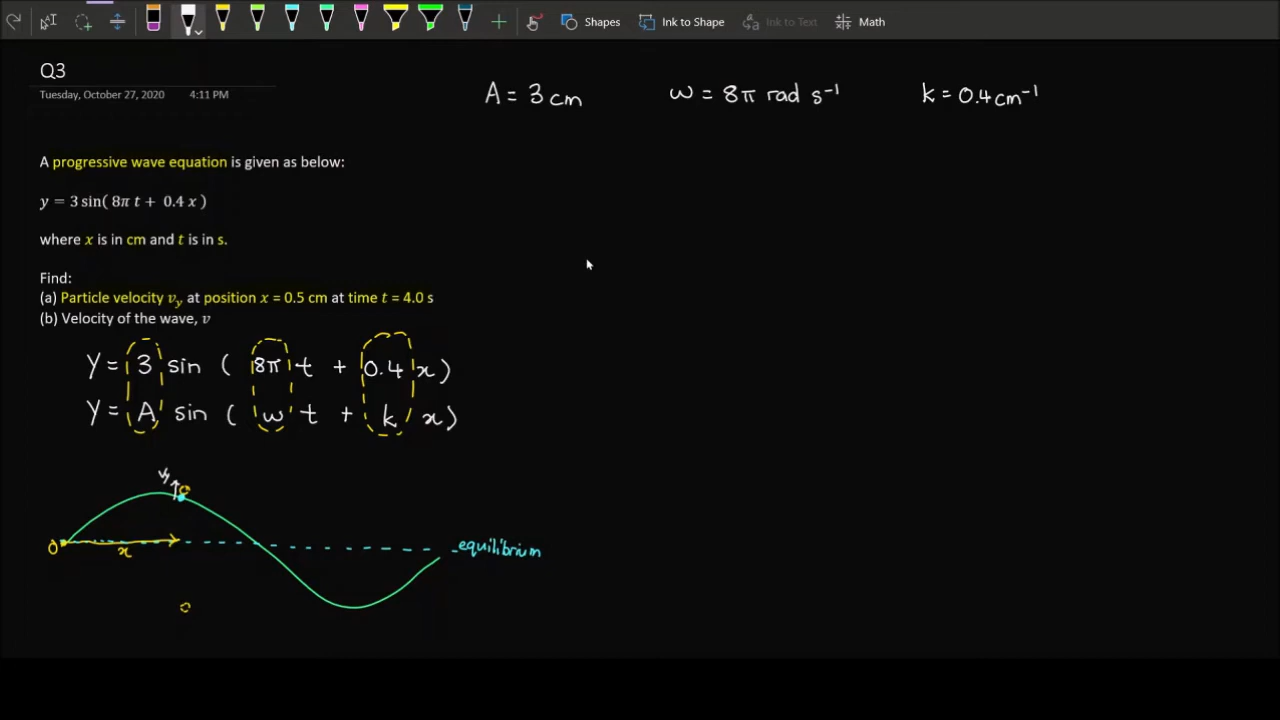 Shapes
Ink to Shape
Ink to Text
Math
Q3
Tuesday, October 27, 2020 4:11 PM
A = 3 cm
ω = 8π rad s⁻¹
k = 0.4 cm⁻¹
A progressive wave equation is given as below:
y = 3 sin( 8π t + 0.4 x )
where x is in cm and t is in s.
Find:
(a) Particle velocity v_y at position x = 0.5 cm at time t = 4.0 s
(b) Velocity of the wave, v
y = 3 sin ( 8π t + 0.4 x )
y = A sin ( ω t + k x )
O
x
equilibrium